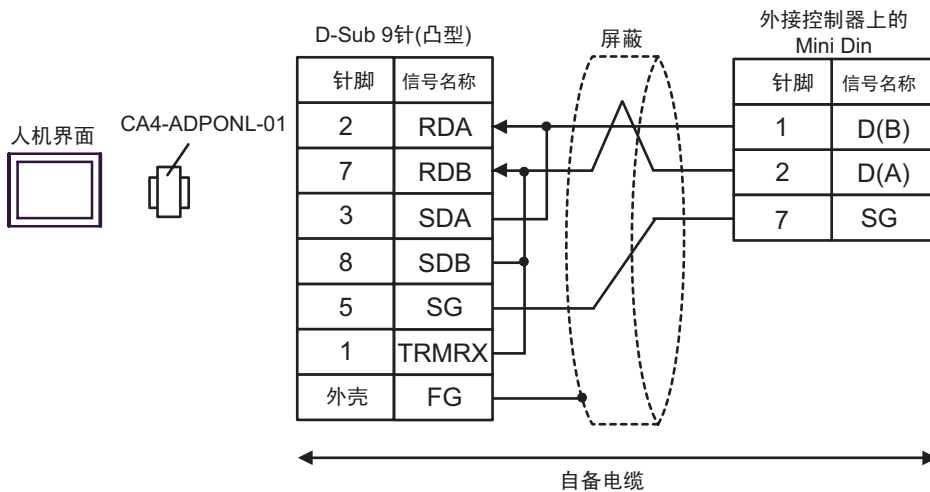 人机界面
CA4-ADPONL-01
D-Sub 9针(凸型)
针脚 信号名称
2 RDA
7 RDB
3 SDA
8 SDB
5 SG
1 TRMRX
外壳 FG
屏蔽
外接控制器上的
Mini Din
针脚 信号名称
1 D(B)
2 D(A)
7 SG
自备电缆